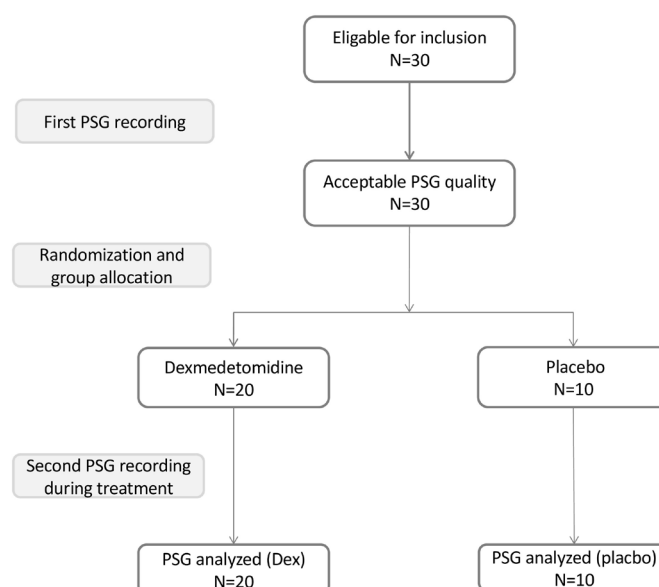 Eligable for inclusion
N=30
First PSG recording
Acceptable PSG quality
N=30
Randomization and
group allocation
Dexmedetomidine
N=20
Placebo
N=10
Second PSG recording
during treatment
PSG analyzed (Dex)
N=20
PSG analyzed (placbo)
N=10